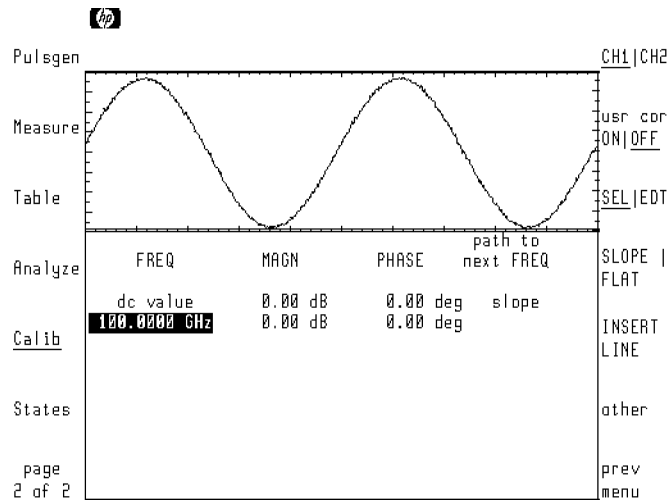 hp
Pulsgen
CH1|CH2
Measure
usr cor
ON|OFF
Table
SEL|EDT
Analyze
FREQ MAGN PHASE path to next FREQ
SLOPE |
FLAT
dc value 0.00 dB 0.00 deg slope
100.0000 GHz 0.00 dB 0.00 deg
Calib
INSERT
LINE
States
other
page
2 of 2
prev
menu